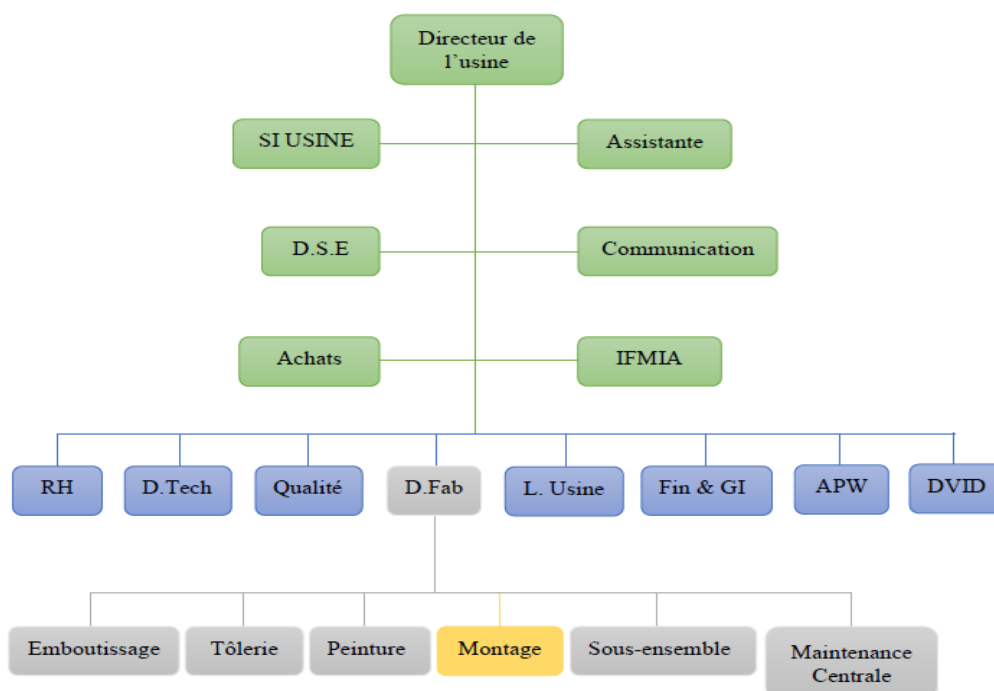 Directeur de
l’usine
SI USINE
Assistante
D.S.E
Communication
Achats
IFMIA
RH
D.Tech
Qualité
D.Fab
L. Usine
Fin & GI
APW
DVID
Emboutissage
Tôlerie
Peinture
Montage
Sous-ensemble
Maintenance
Centrale